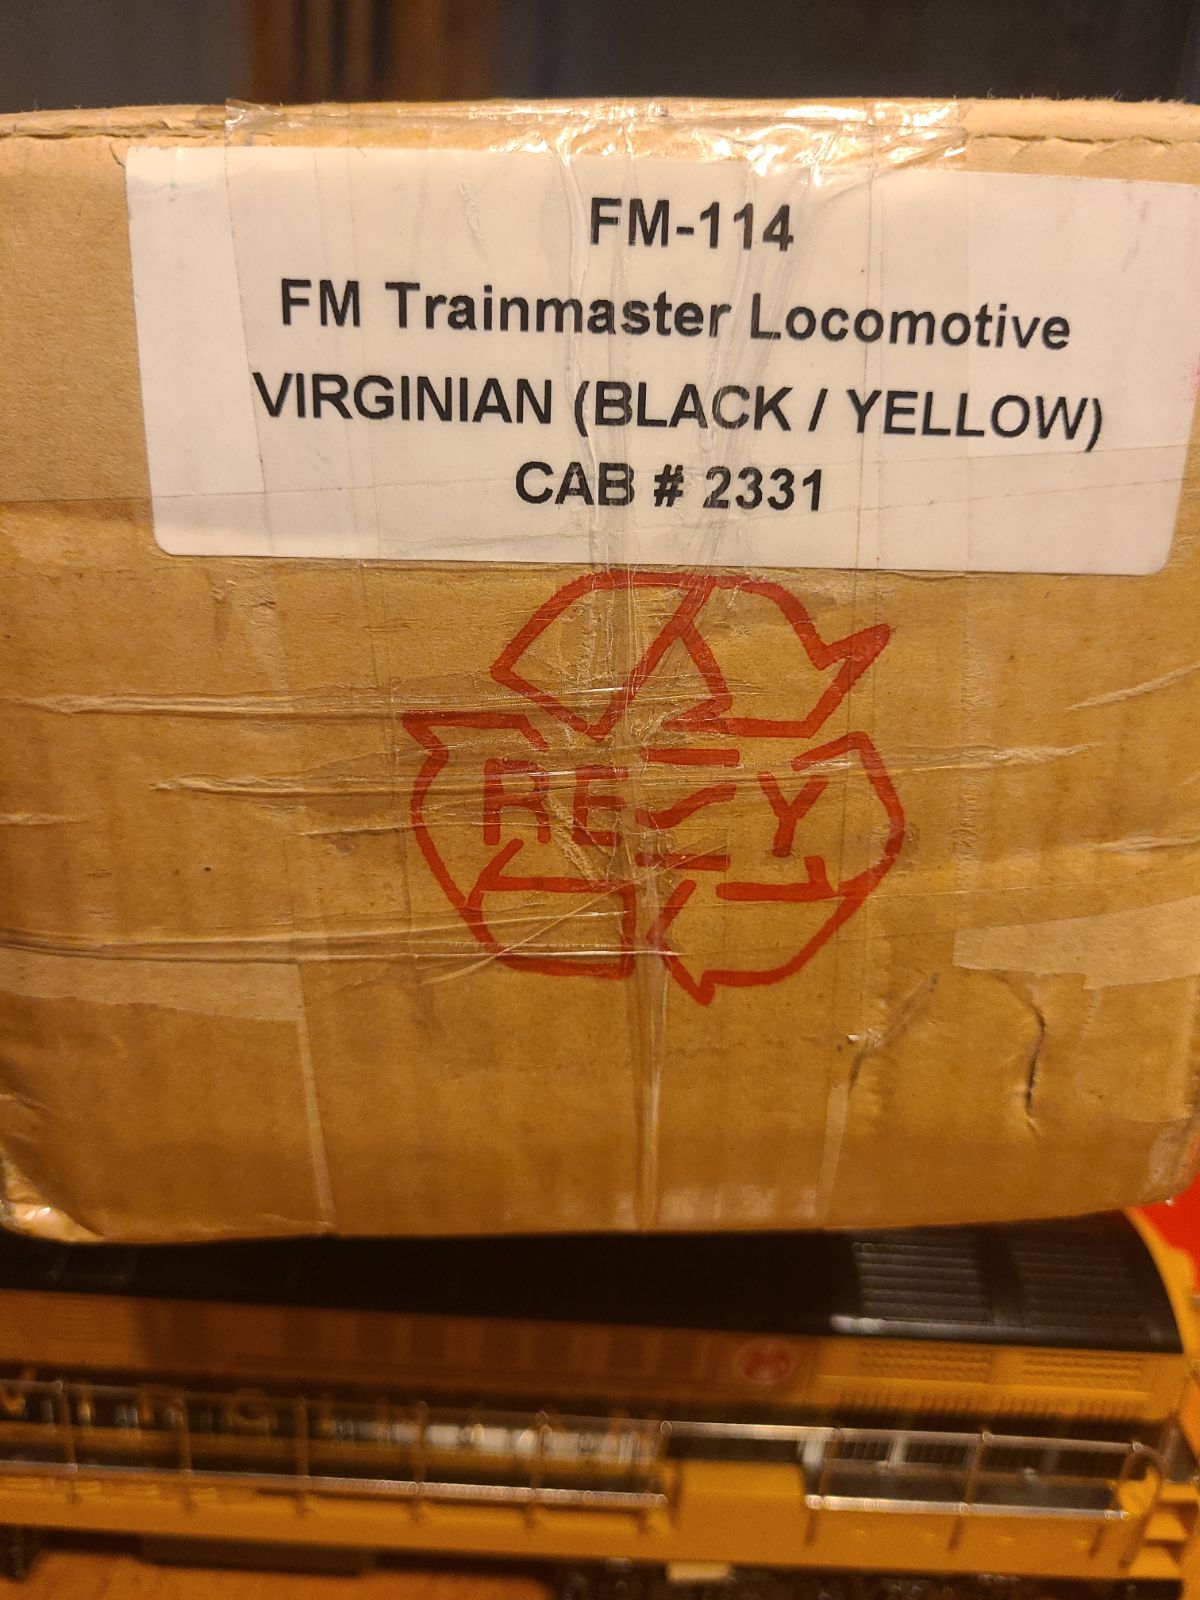 FM-114
FM Trainmaster Locomotive
VIRGINIAN (BLACK / YELLOW)
CAB # 2331